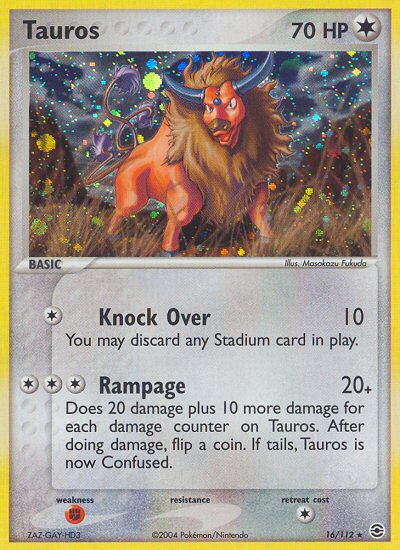 Tauros 70 HP
Illus. Masakazu Fukuda
BASIC
Knock Over 10
You may discard any Stadium card in play.
Rampage 20+
Does 20 damage plus 10 more damage for
each damage counter on Tauros. After
doing damage, flip a coin. If tails, Tauros is
now Confused.
weakness resistance retreat cost
ZAZ-GAY-HD3 ©2004 Pokémon/Nintendo 16/112 ★